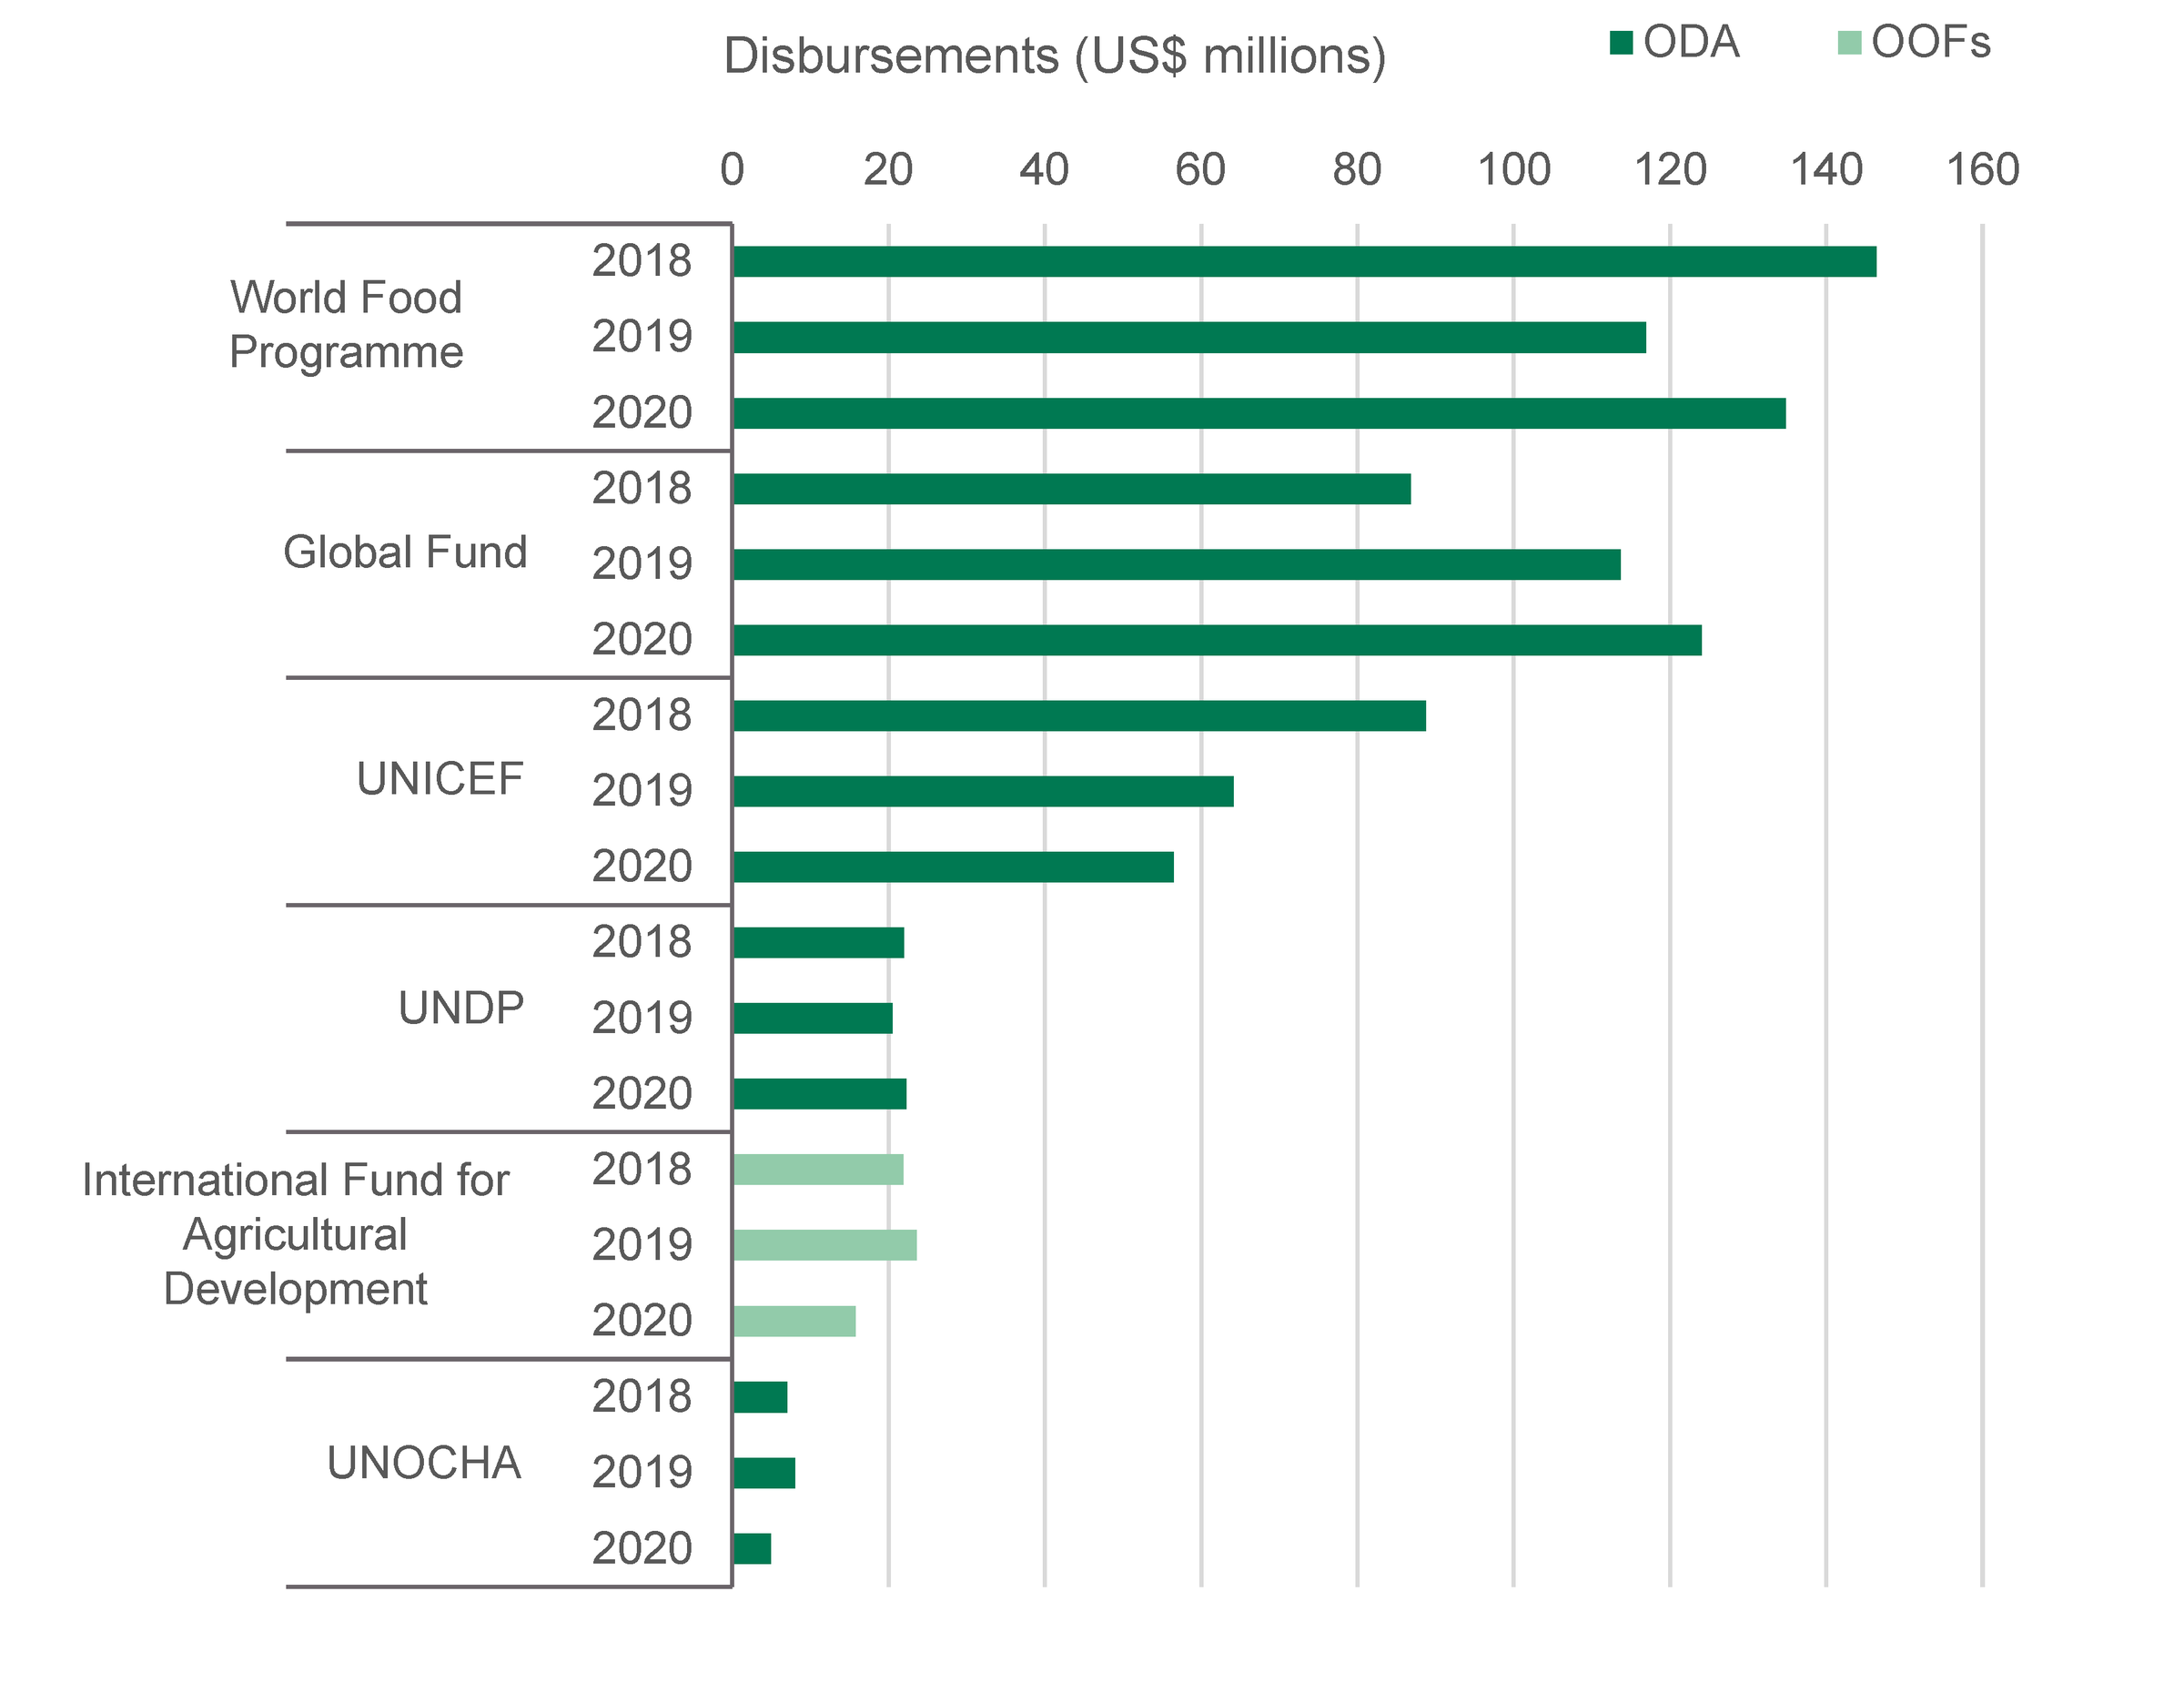 Disbursements (US$ millions)
ODA
OOFs
0 20 40 60 80 100 120 140 160
World Food
Programme
2018
2019
2020
Global Fund
2018
2019
2020
UNICEF
2018
2019
2020
UNDP
2018
2019
2020
International Fund for
Agricultural
Development
2018
2019
2020
UNOCHA
2018
2019
2020